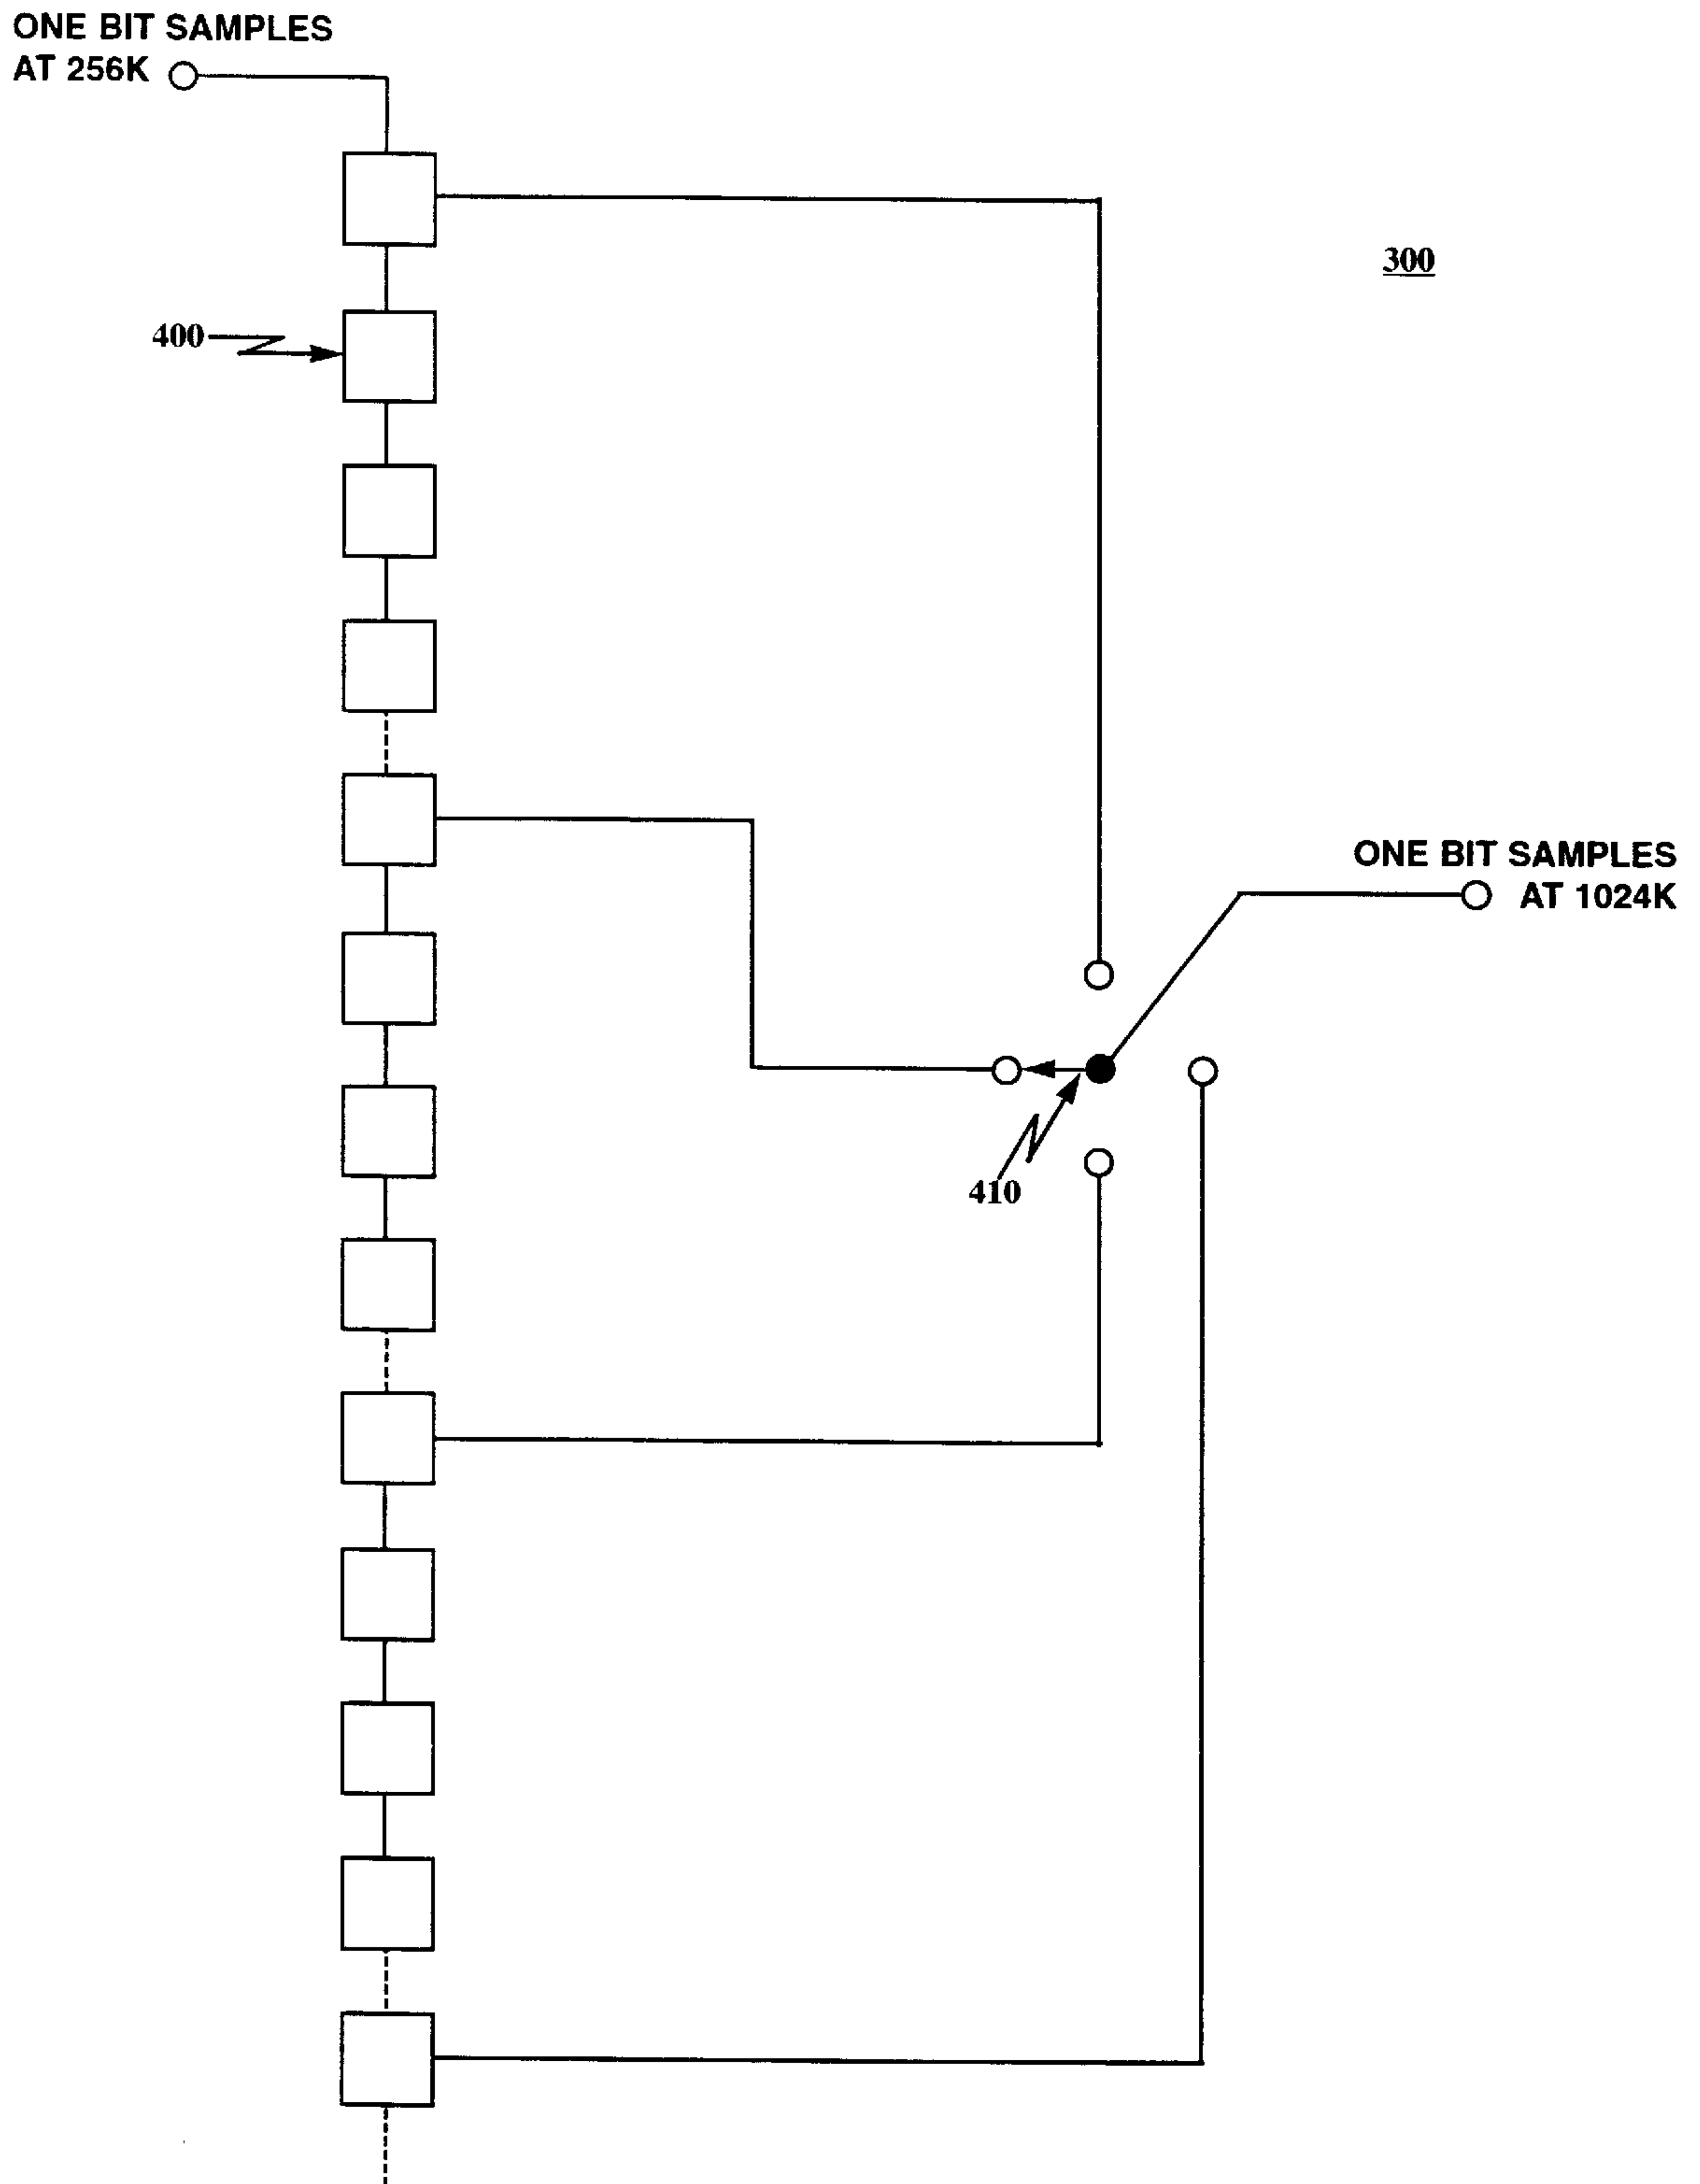 ONE BIT SAMPLES
AT 256K
300
400
ONE BIT SAMPLES
AT 1024K
410